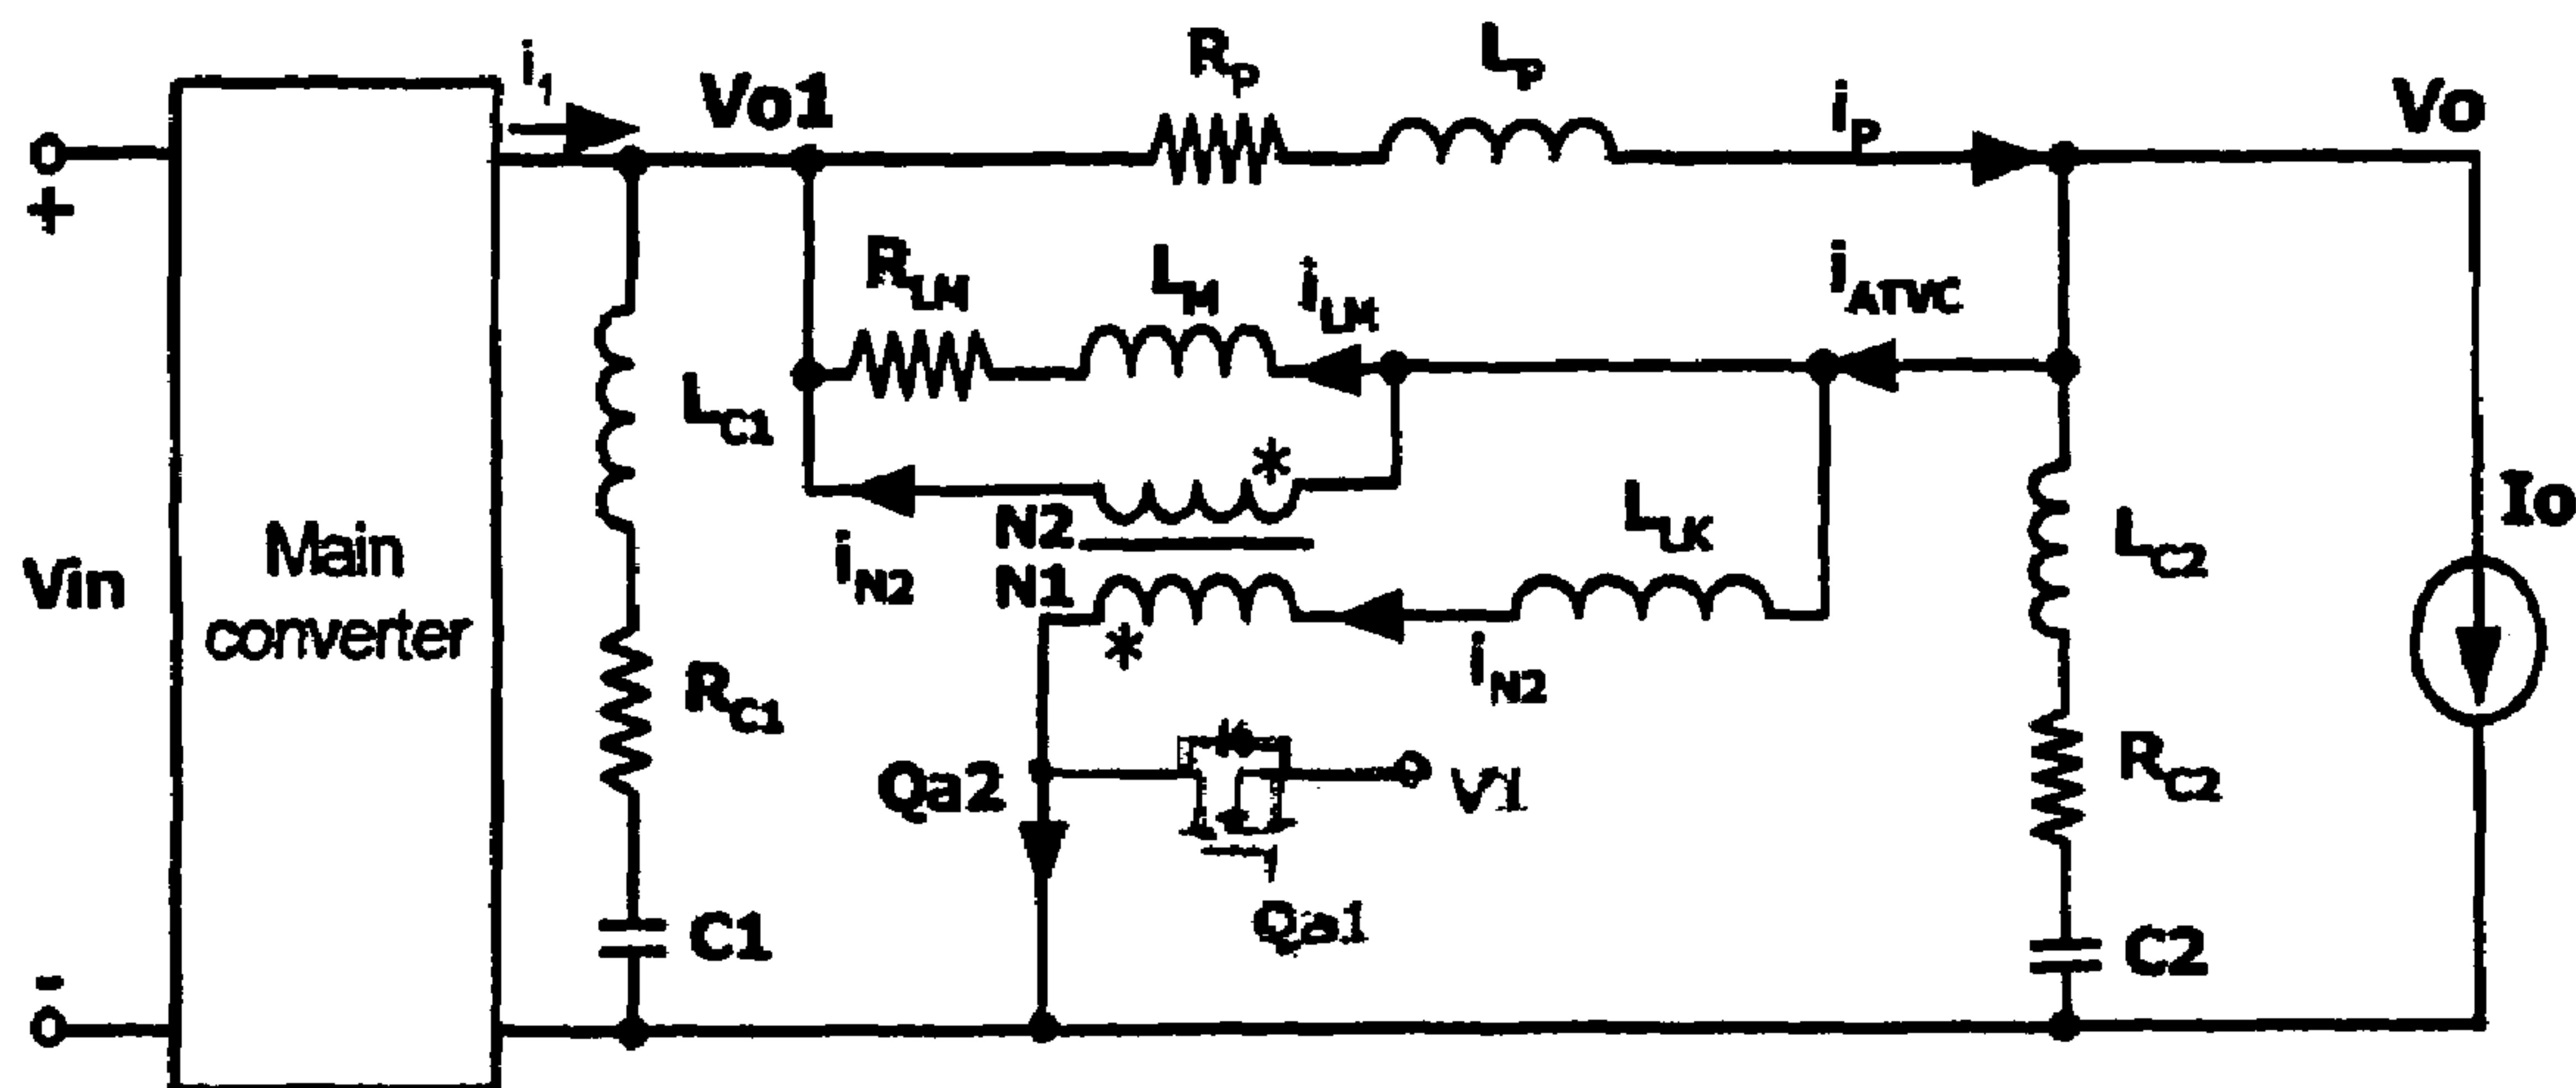 i1
Vo1
RP
LP
iP
Vo
+
RLM
LM
iLM
iATVC
LC1
*
Vin
Main
converter
iN2
N2
N1
LLK
LC2
Io
*
iN2
RC1
Qa2
V1
RC2
Qa1
C1
C2
-